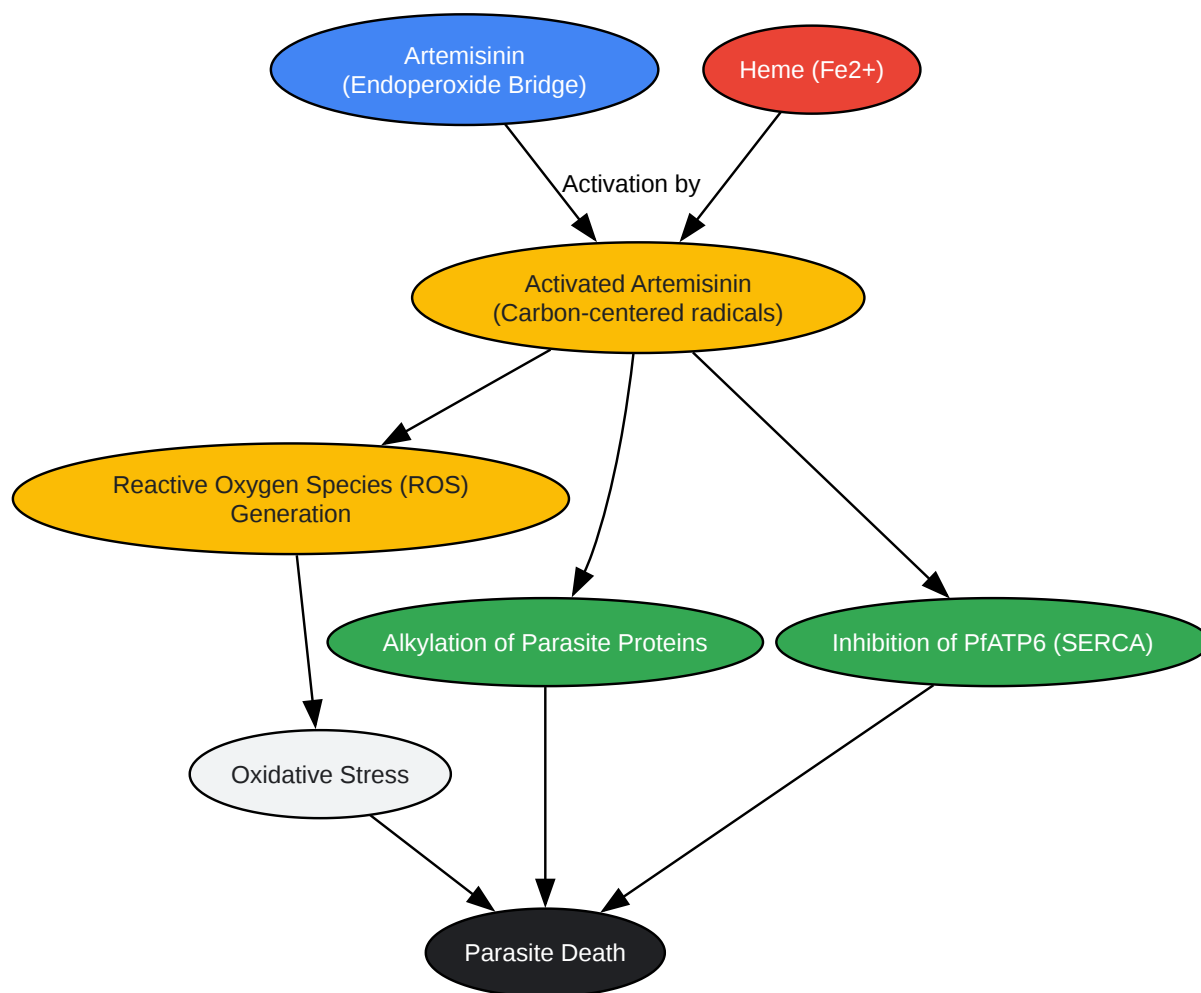 Artemisinin
(Endoperoxide Bridge)
Heme (Fe2+)
Activation by
Activated Artemisinin
(Carbon-centered radicals)
Reactive Oxygen Species (ROS)
Generation
Alkylation of Parasite Proteins
Inhibition of PfATP6 (SERCA)
Oxidative Stress
Parasite Death